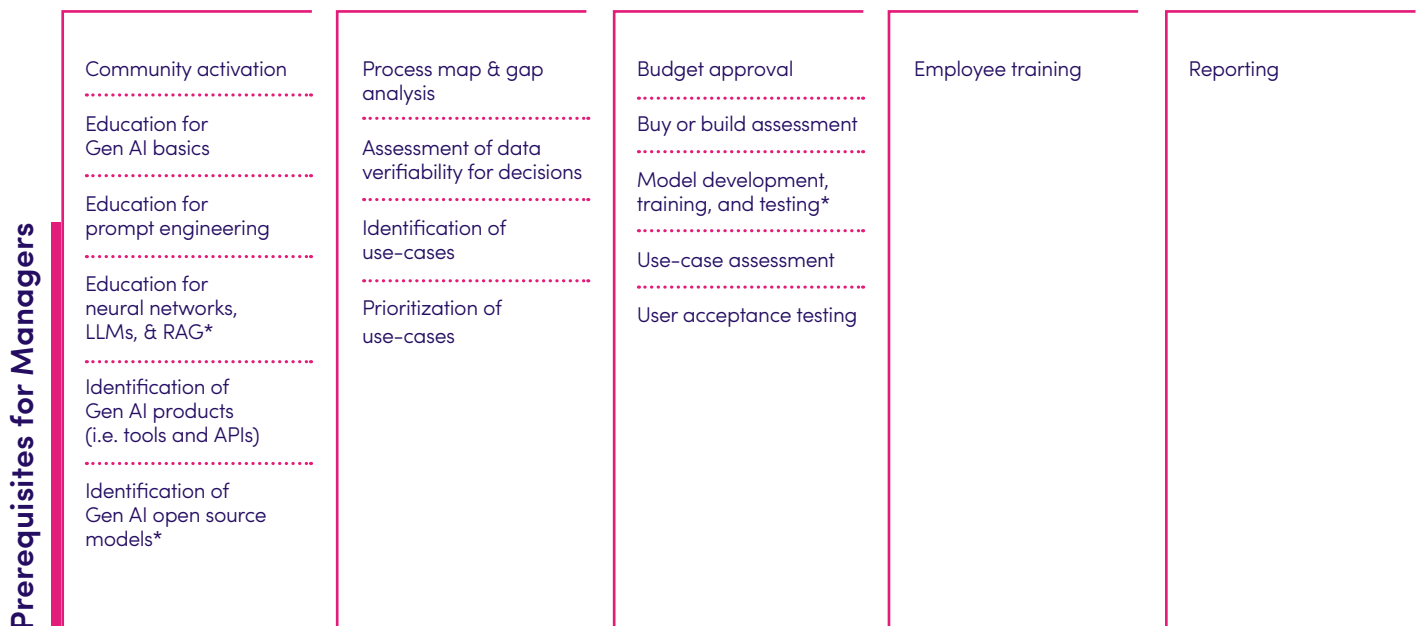 Prerequisites for Managers
Community activation
Education for
Gen AI basics
Education for
prompt engineering
Education for
neural networks,
LLMs, & RAG*
Identification of
Gen AI products
(i.e. tools and APIs)
Identification of
Gen AI open source
models*
Process map & gap
analysis
Assessment of data
verifiability for decisions
Identification of
use-cases
Prioritization of
use-cases
Budget approval
Buy or build assessment
Model development,
training, and testing*
Use-case assessment
User acceptance testing
Employee training
Reporting